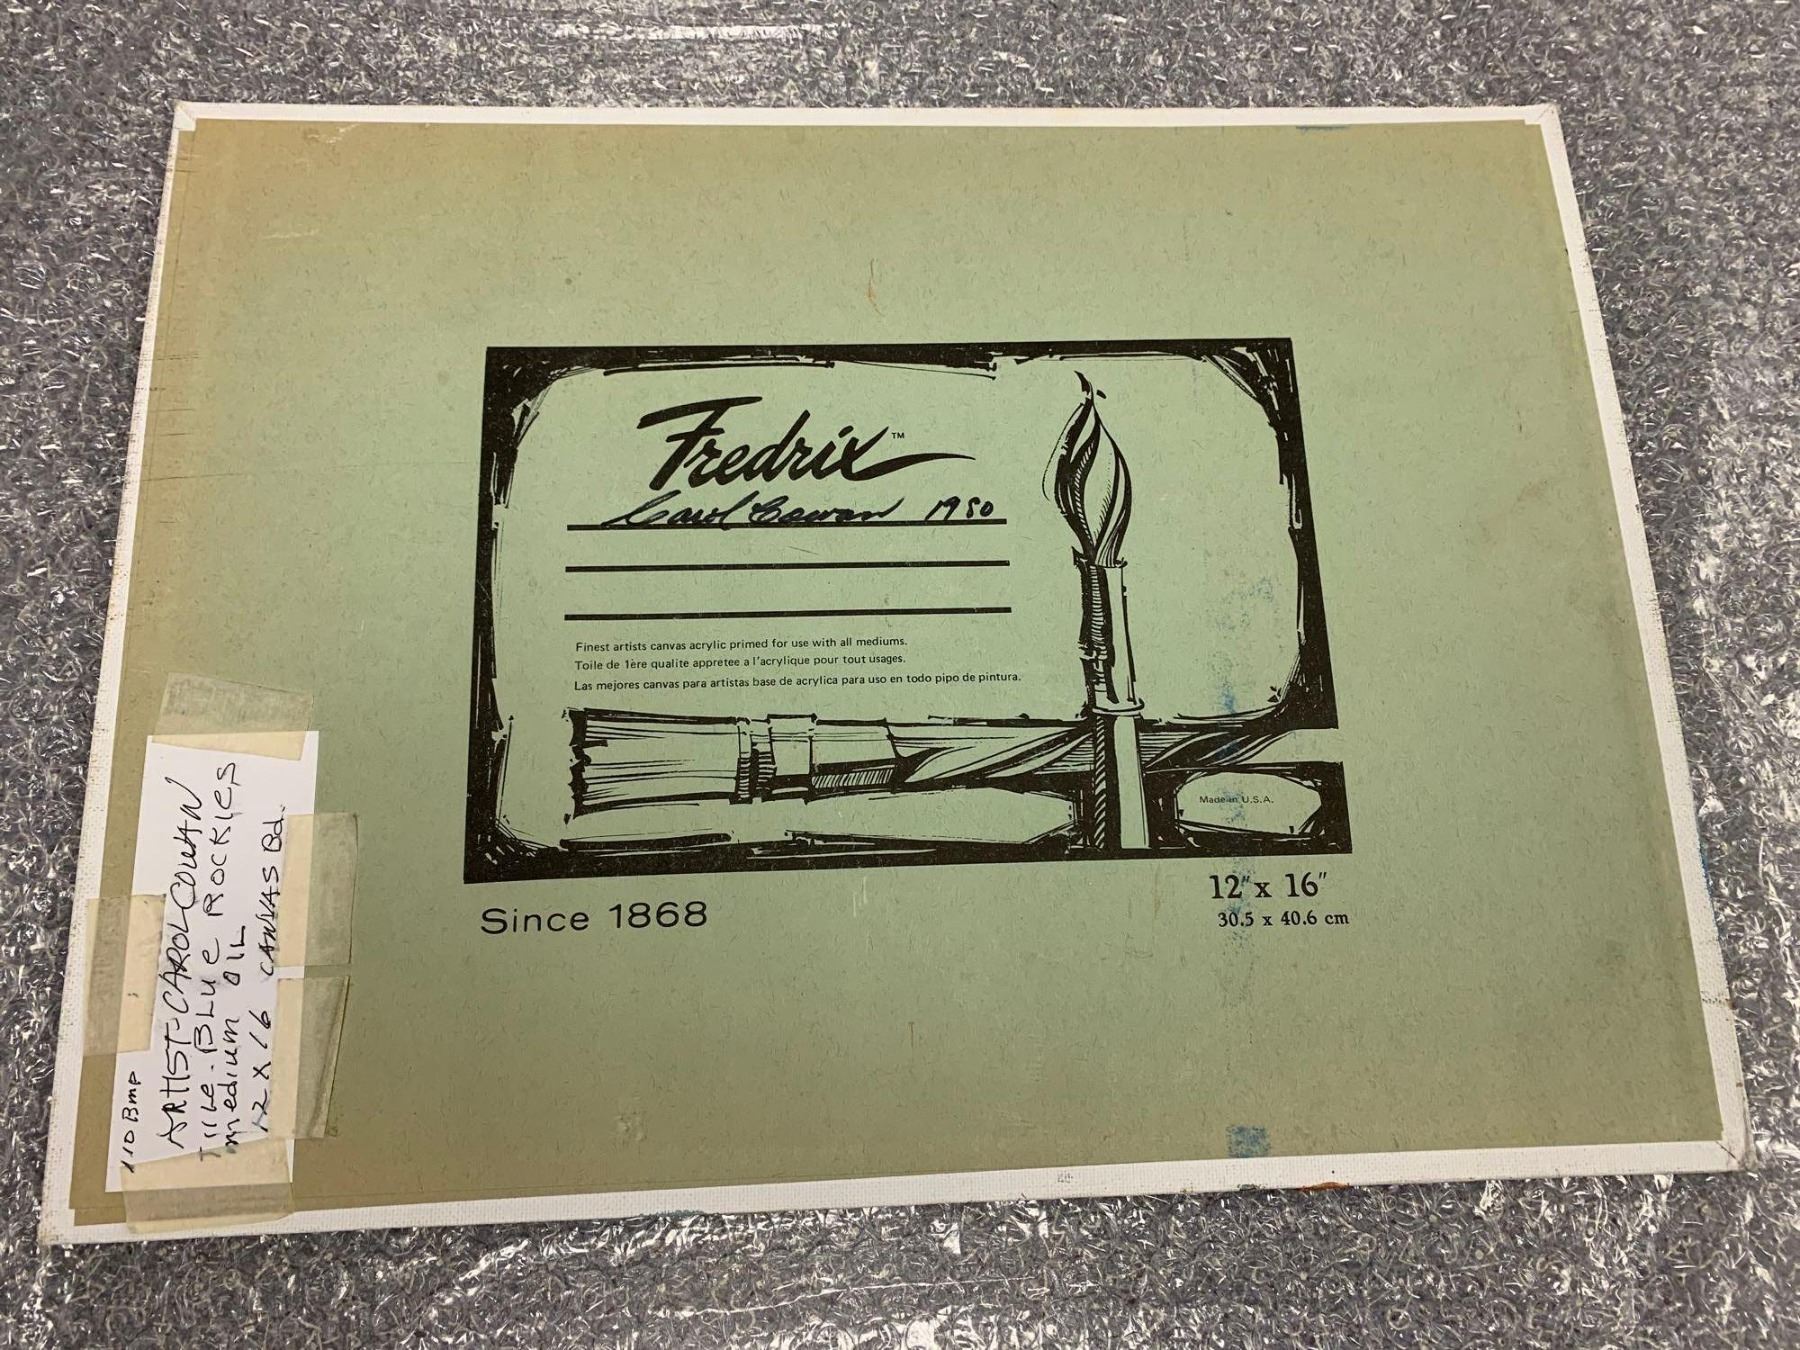 Fredrix™
Carol Cowan 1980
Finest artists canvas acrylic primed for use with all mediums.
Toile de 1ère qualite appretee a l'acrylique pour tout usages.
Las mejores canvas para artistas base de acrylica para uso en todo pipo de pintura.
Made in U.S.A.
12"x 16"
30.5 x 40.6 cm
Since 1868
110 Bmp
ARTIST-CAROL COWAN
TITLE-BLUE ROCKIES
medium OIL
12 X 16 CANVAS Bd.